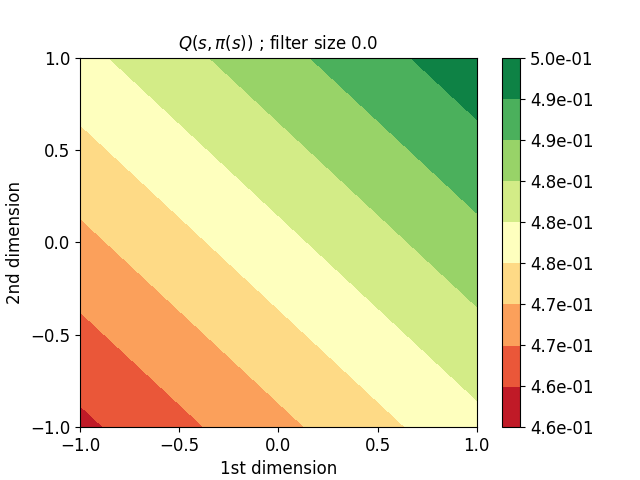 Q(s, π(s)) ; filter size 0.0
1.0
0.5
0.0
−0.5
−1.0
2nd dimension
−1.0
−0.5
0.0
0.5
1.0
1st dimension
5.0e-01
4.9e-01
4.9e-01
4.8e-01
4.8e-01
4.8e-01
4.7e-01
4.7e-01
4.6e-01
4.6e-01